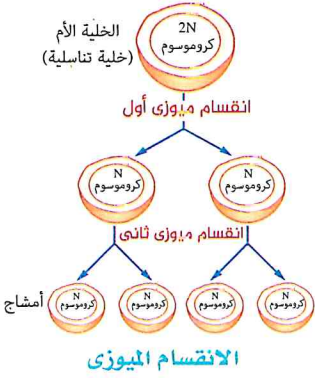 الخلية الأم
(خلية تناسلية)
2N
كروموسوم
انقسام ميوزى أول
N
كروموسوم
N
كروموسوم
انقسام ميوزى ثانى
أمشاج
N
كروموسوم
N
كروموسوم
N
كروموسوم
N
كروموسوم
الانقسام الميوزى